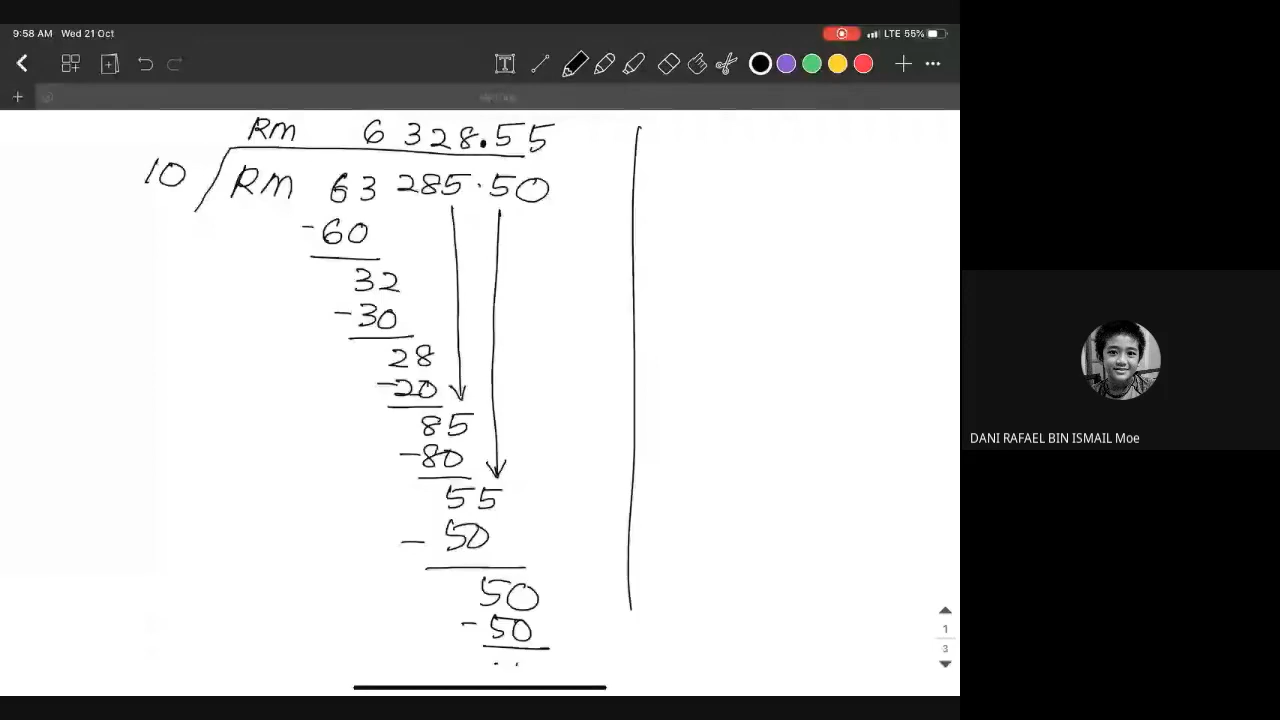 9:58 AM Wed 21 Oct
LTE 55%
RM 6 328.55
10 RM 63 285.50
-60
32
-30
28
-20
85
-80
55
- 50
50
-50
1
3
DANI RAFAEL BIN ISMAIL Moe